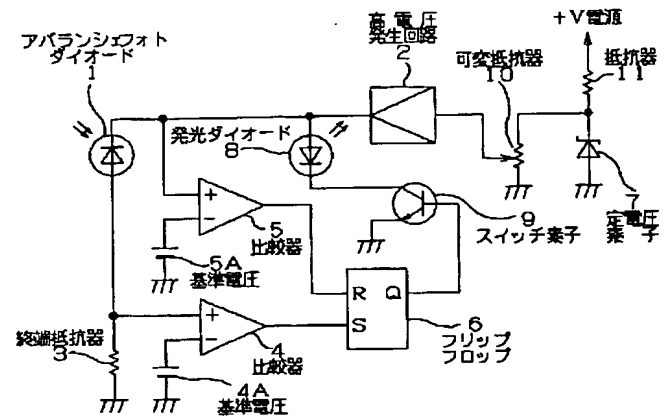 アバランシェフォト
ダイオード
1
高電圧
発生回路
2
+V電源
可変抵抗器
10
抵抗器
11
発光ダイオード
8
7
定電圧
素子
9
スイッチ素子
+
−
5
比較器
5A
基準電圧
R Q
S
6
フリップ
フロップ
終端抵抗器
3
+
−
4
比較器
4A
基準電圧